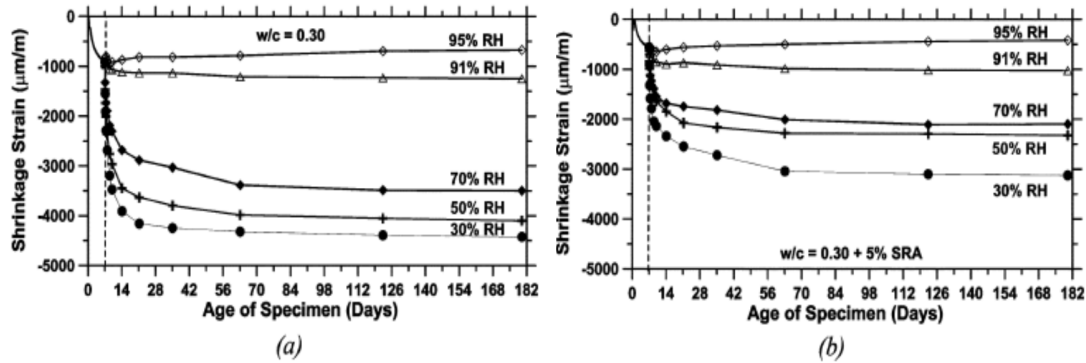 0
-1000
-2000
-3000
-4000
-5000
Shrinkage Strain (μm/m)
w/c = 0.30
95% RH
91% RH
70% RH
50% RH
30% RH
0 14 28 42 56 70 84 98 112 126 140 154 168 182
Age of Specimen (Days)
(a)
0
-1000
-2000
-3000
-4000
-5000
Shrinkage Strain (μm/m)
95% RH
91% RH
70% RH
50% RH
30% RH
w/c = 0.30 + 5% SRA
0 14 28 42 56 70 84 98 112 126 140 154 168 182
Age of Specimen (Days)
(b)